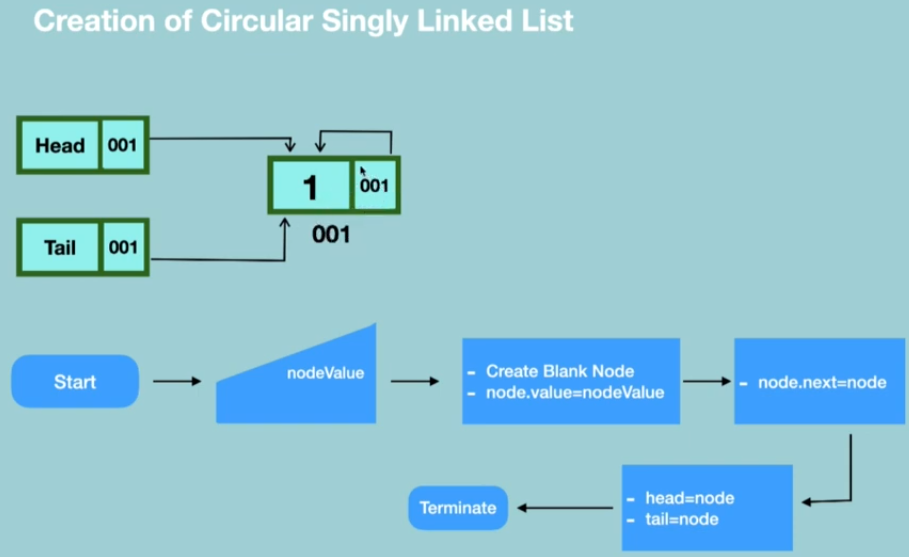 Creation of Circular Singly Linked List
Head 001
1 001
001
Tail 001
Start
nodeValue
- Create Blank Node
- node.value=nodeValue
- node.next=node
- head=node
- tail=node
Terminate